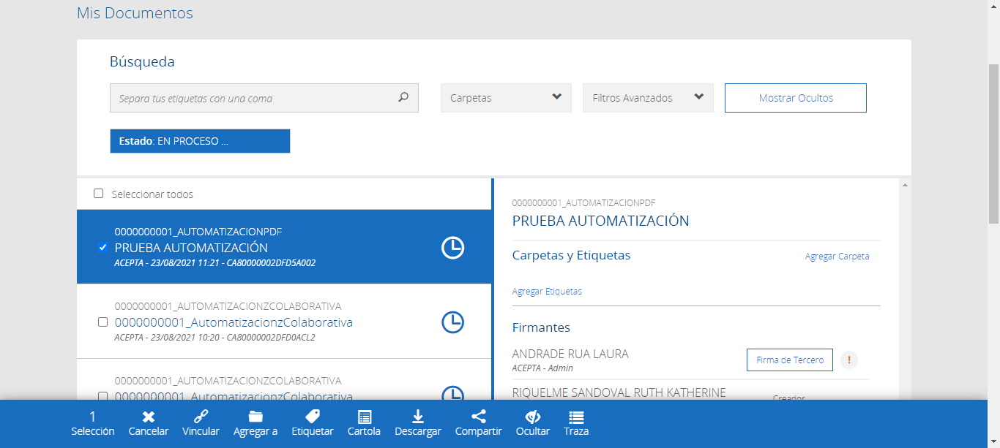 Mis Documentos
Búsqueda
Separa tus etiquetas con una coma
Carpetas
Filtros Avanzados
Mostrar Ocultos
Estado: EN PROCESO ...
Seleccionar todos
0000000001_AUTOMATIZACIONPDF
PRUEBA AUTOMATIZACIÓN
ACEPTA - 23/08/2021 11:21 - CA80000002DFD5A002
0000000001_AUTOMATIZACIONZCOLABORATIVA
0000000001_AutomatizacionzColaborativa
ACEPTA - 23/08/2021 10:20 - CA80000002DFD0ACL2
0000000001_AUTOMATIZACIONZCOLABORATIVA
0000000001_AutomatizacionzColaborativa
0000000001_AUTOMATIZACIONPDF
PRUEBA AUTOMATIZACIÓN
Carpetas y Etiquetas
Agregar Carpeta
Agregar Etiquetas
Firmantes
ANDRADE RUA LAURA
ACEPTA - Admin
Firma de Tercero
!
RIQUELME SANDOVAL RUTH KATHERINE
Creador
1
Selección
Cancelar
Vincular
Agregar a
Etiquetar
Cartola
Descargar
Compartir
Ocultar
Traza